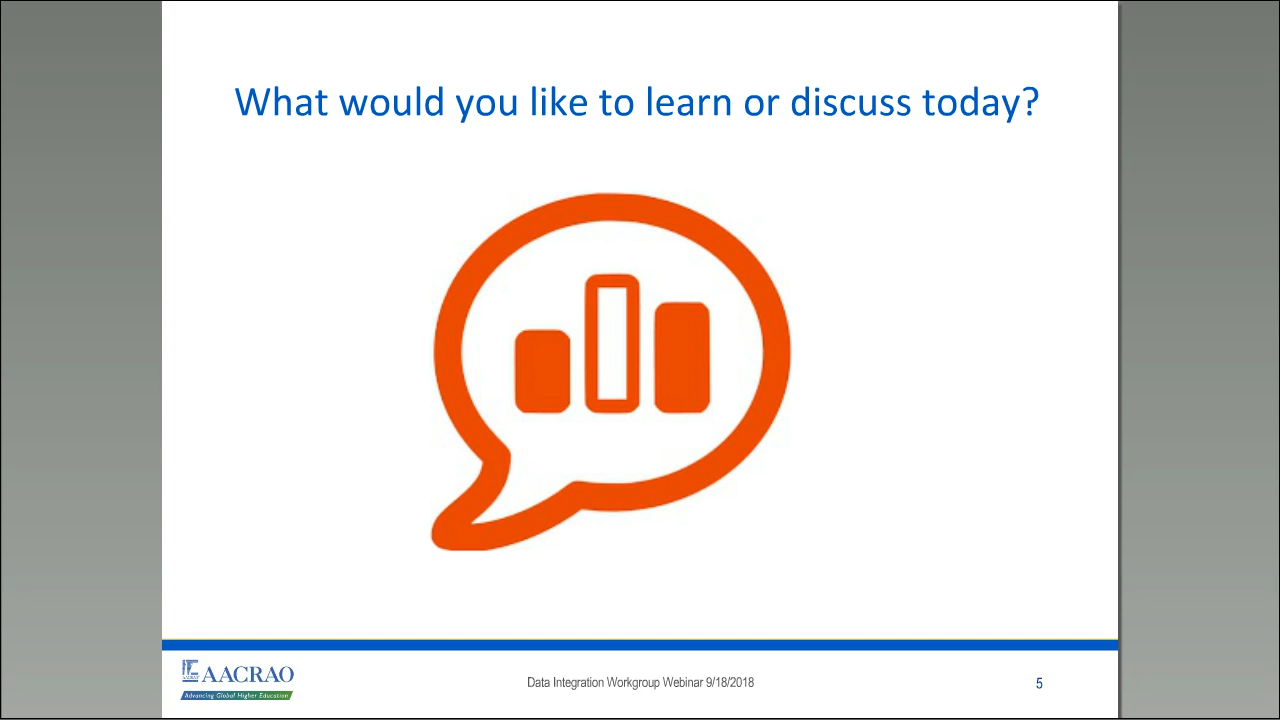 What would you like to learn or discuss today?
AACRAO
Advancing Global Higher Education
Data Integration Workgroup Webinar 9/18/2018
5